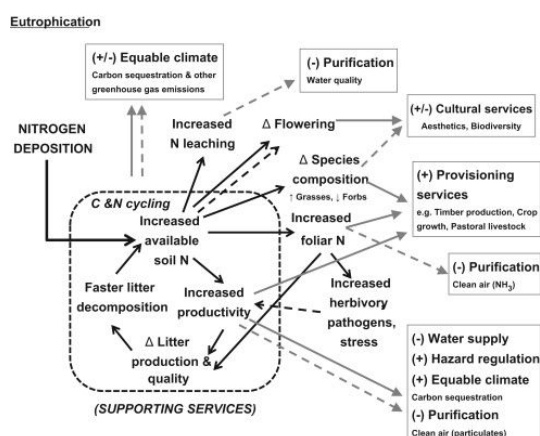 Eutrophication
(+/-) Equable climate
Carbon sequestration & other
greenhouse gas emissions
(-) Purification
Water quality
NITROGEN
DEPOSITION
Increased
N leaching
Δ Flowering
(+/-) Cultural services
Aesthetics, Biodiversity
Δ Species
composition
↑ Grasses, ↓ Forbs
(+) Provisioning
services
e.g. Timber production, Crop
growth, Pastoral livestock
C &N cycling
Increased
available
soil N
Increased
foliar N
(-) Purification
Clean air (NH3)
Faster litter
decomposition
Increased
productivity
Increased
herbivory,
pathogens,
stress
Δ Litter
production &
quality
(-) Water supply
(+) Hazard regulation
(+) Equable climate
Carbon sequestration
(-) Purification
Clean air (particulates)
(SUPPORTING SERVICES)